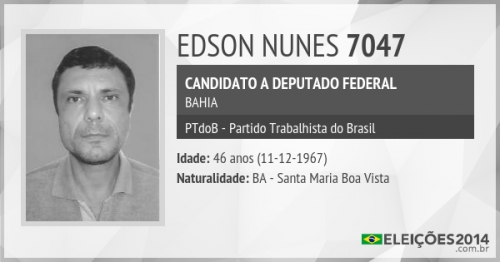 EDSON NUNES 7047
CANDIDATO A DEPUTADO FEDERAL
BAHIA
PTdoB - Partido Trabalhista do Brasil
Idade: 46 anos (11-12-1967)
Naturalidade: BA - Santa Maria Boa Vista
ELEIÇÕES2014
.com.br